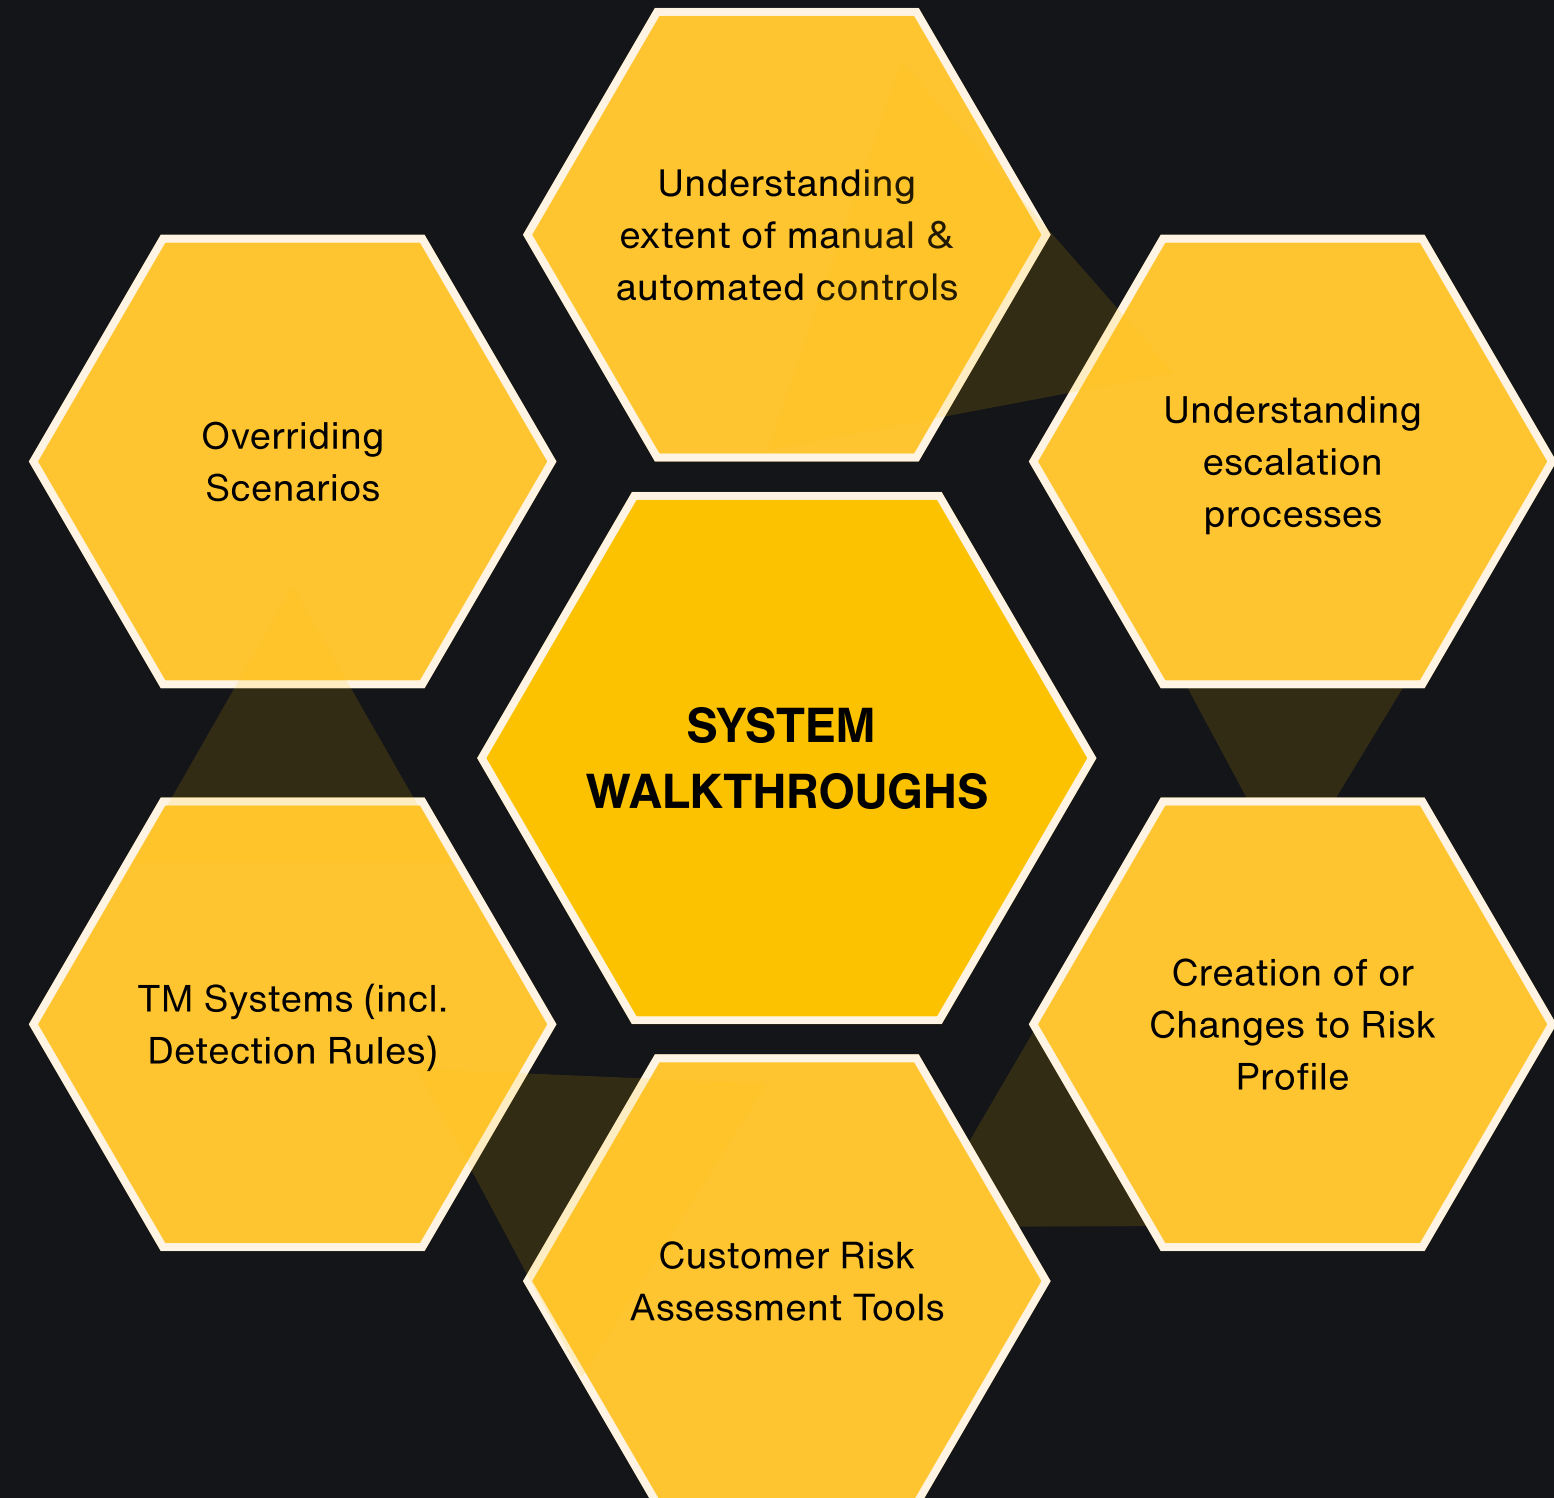 Understanding
extent of manual &
automated controls
Understanding
escalation
processes
Overriding
Scenarios
SYSTEM
WALKTHROUGHS
Creation of or
Changes to Risk
Profile
TM Systems (incl.
Detection Rules)
Customer Risk
Assessment Tools